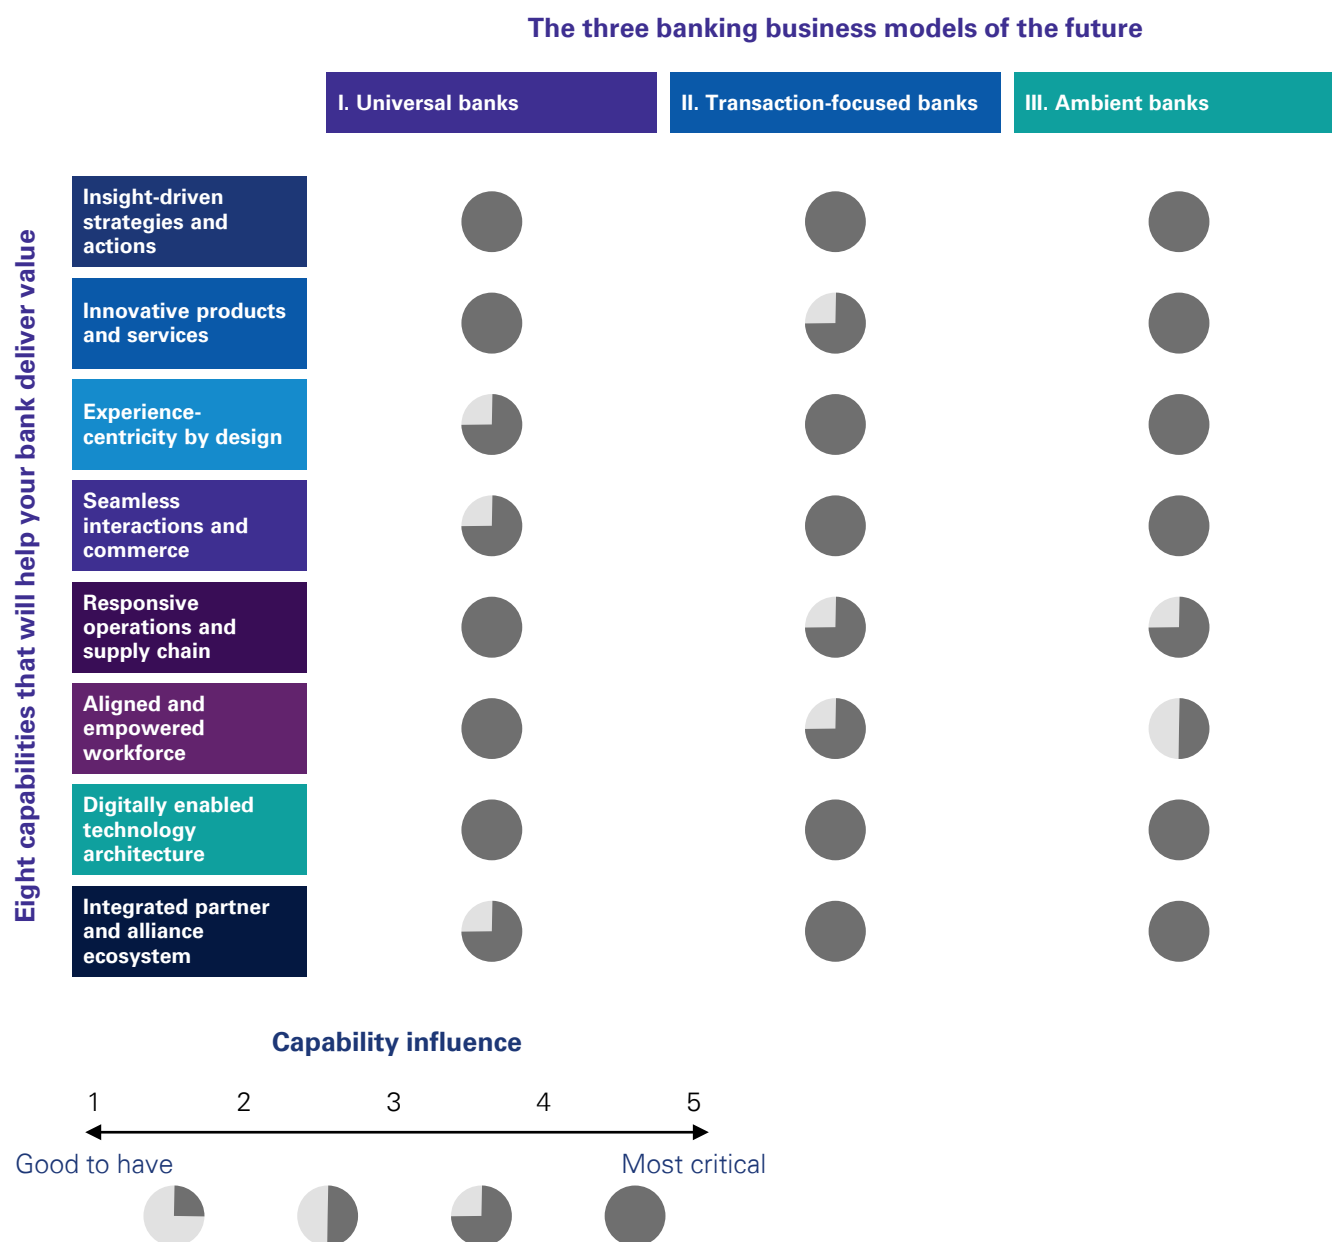 The three banking business models of the future
I. Universal banks
II. Transaction-focused banks
III. Ambient banks
Eight capabilities that will help your bank deliver value
Insight-driven
strategies and
actions
Innovative products
and services
Experience-
centricity by design
Seamless
interactions and
commerce
Responsive
operations and
supply chain
Aligned and
empowered
workforce
Digitally enabled
technology
architecture
Integrated partner
and alliance
ecosystem
Capability influence
1 2 3 4 5
Good to have
Most critical